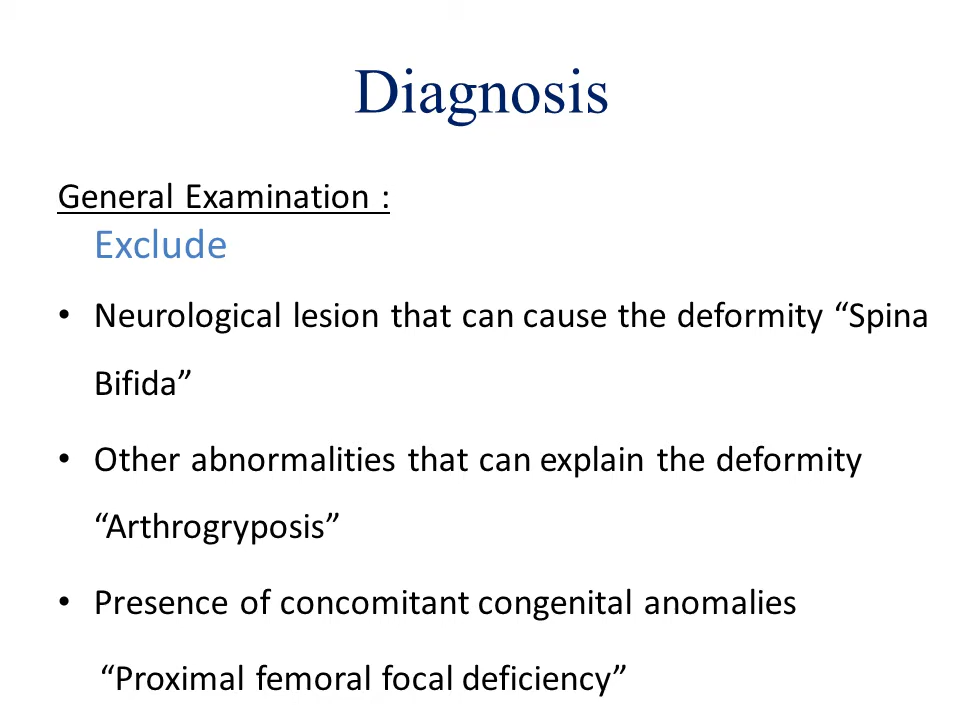 Diagnosis
General Examination :
Exclude
• Neurological lesion that can cause the deformity “Spina
Bifida”
• Other abnormalities that can explain the deformity
“Arthrogryposis”
• Presence of concomitant congenital anomalies
“Proximal femoral focal deficiency”